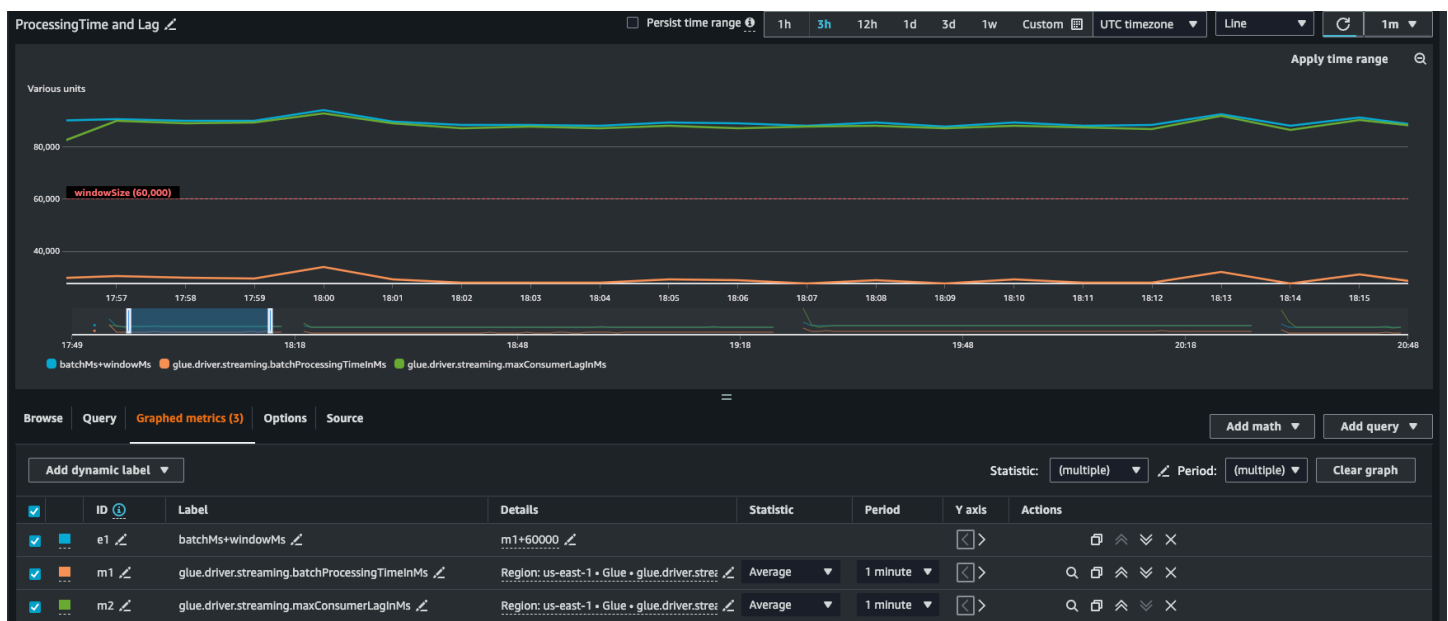 ProcessingTime and Lag
Persist time range 1h 3h 12h 1d 3d 1w Custom UTC timezone Line 1m
Apply time range
Various units
80,000
windowSize (60,000)
60,000
40,000
17:57 17:58 17:59 18:00 18:01 18:02 18:03 18:04 18:05 18:06 18:07 18:08 18:09 18:10 18:11 18:12 18:13 18:14 18:15
17:49 18:18 18:48 19:18 19:48 20:18 20:48
batchMs+windowMs glue.driver.streaming.batchProcessingTimeInMs glue.driver.streaming.maxConsumerLagInMs
Browse Query Graphed metrics (3) Options Source Add math Add query
Add dynamic label Statistic: (multiple) Period: (multiple) Clear graph
ID Label Details Statistic Period Y axis Actions
e1 batchMs+windowMs m1+60000
m1 glue.driver.streaming.batchProcessingTimeInMs Region: us-east-1 • Glue • glue.driver.strea Average 1 minute
m2 glue.driver.streaming.maxConsumerLagInMs Region: us-east-1 • Glue • glue.driver.strea Average 1 minute